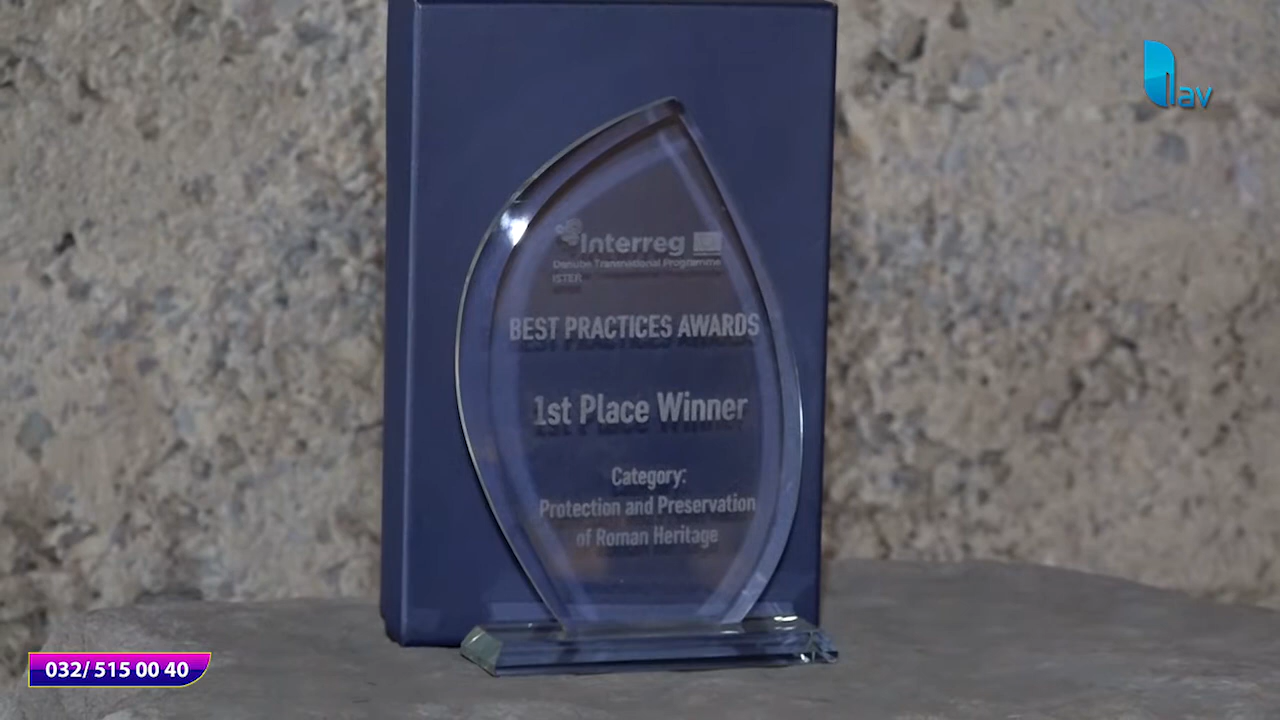 lav
Interreg
Danube Transnational Programme
ISTER
BEST PRACTICES AWARDS
1st Place Winner
Category:
Protection and Preservation
of Roman Heritage
032/ 515 00 40